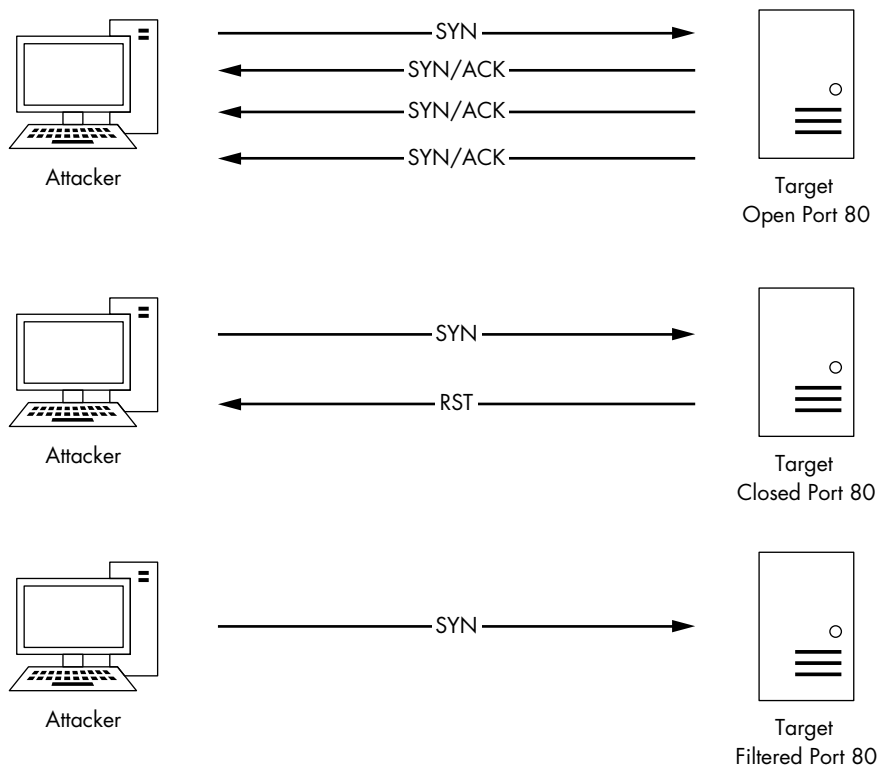 SYN
SYN/ACK
SYN/ACK
SYN/ACK
Attacker
Target
Open Port 80
SYN
RST
Attacker
Target
Closed Port 80
SYN
Attacker
Target
Filtered Port 80